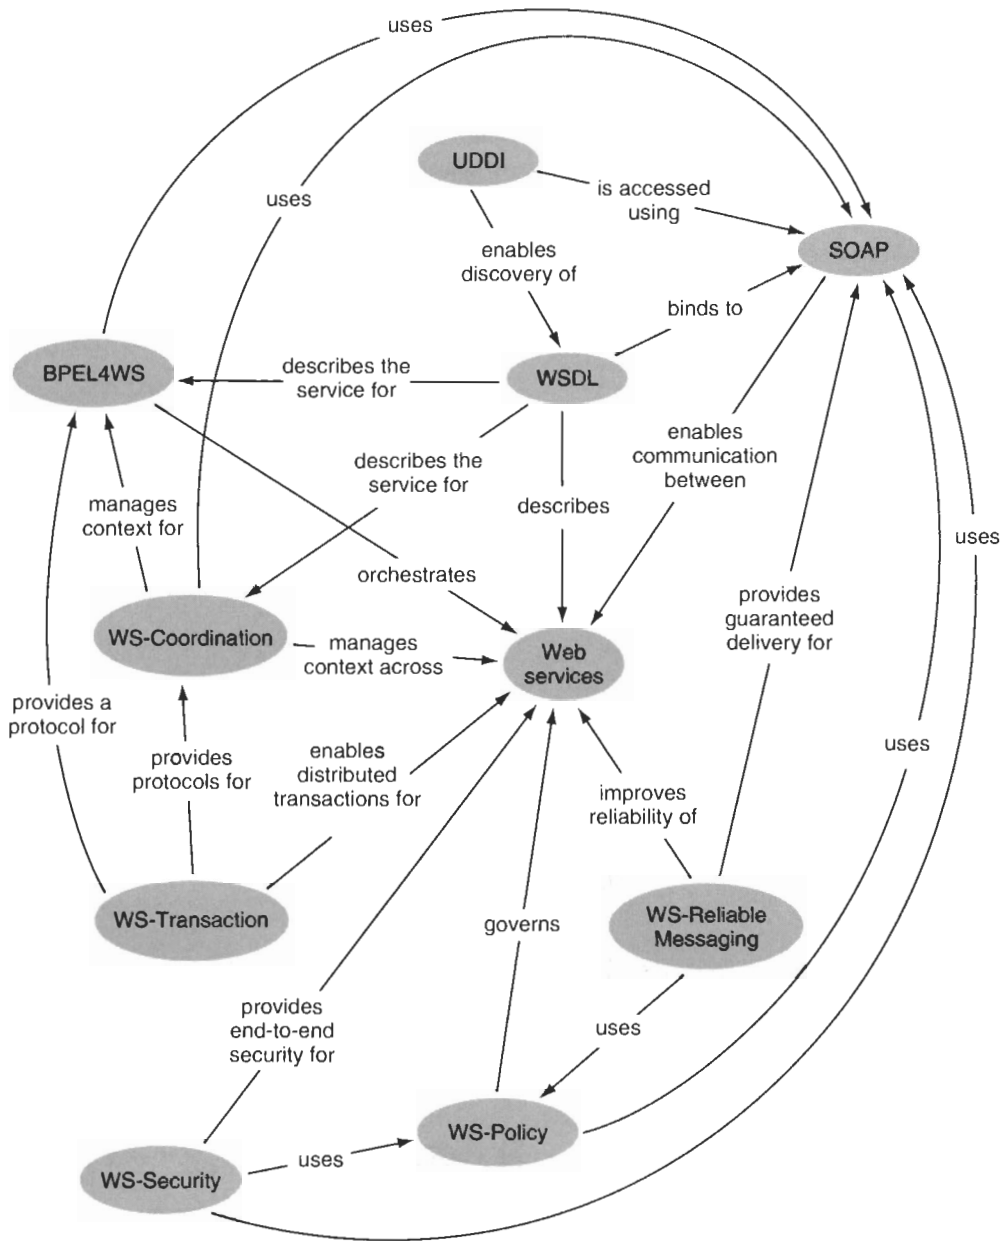 uses
UDDI
is accessed
using
uses
SOAP
enables
discovery of
binds to
BPEL4WS
describes the
service for
WSDL
enables
communication
between
describes the
service for
manages
context for
describes
uses
orchestrates
provides
guaranteed
delivery for
WS-Coordination
manages
context across
Web
services
provides a
protocol for
provides
protocols for
enables
distributed
transactions for
uses
improves
reliability of
WS-Transaction
governs
WS-Reliable
Messaging
provides
end-to-end
security for
uses
WS-Policy
uses
WS-Security